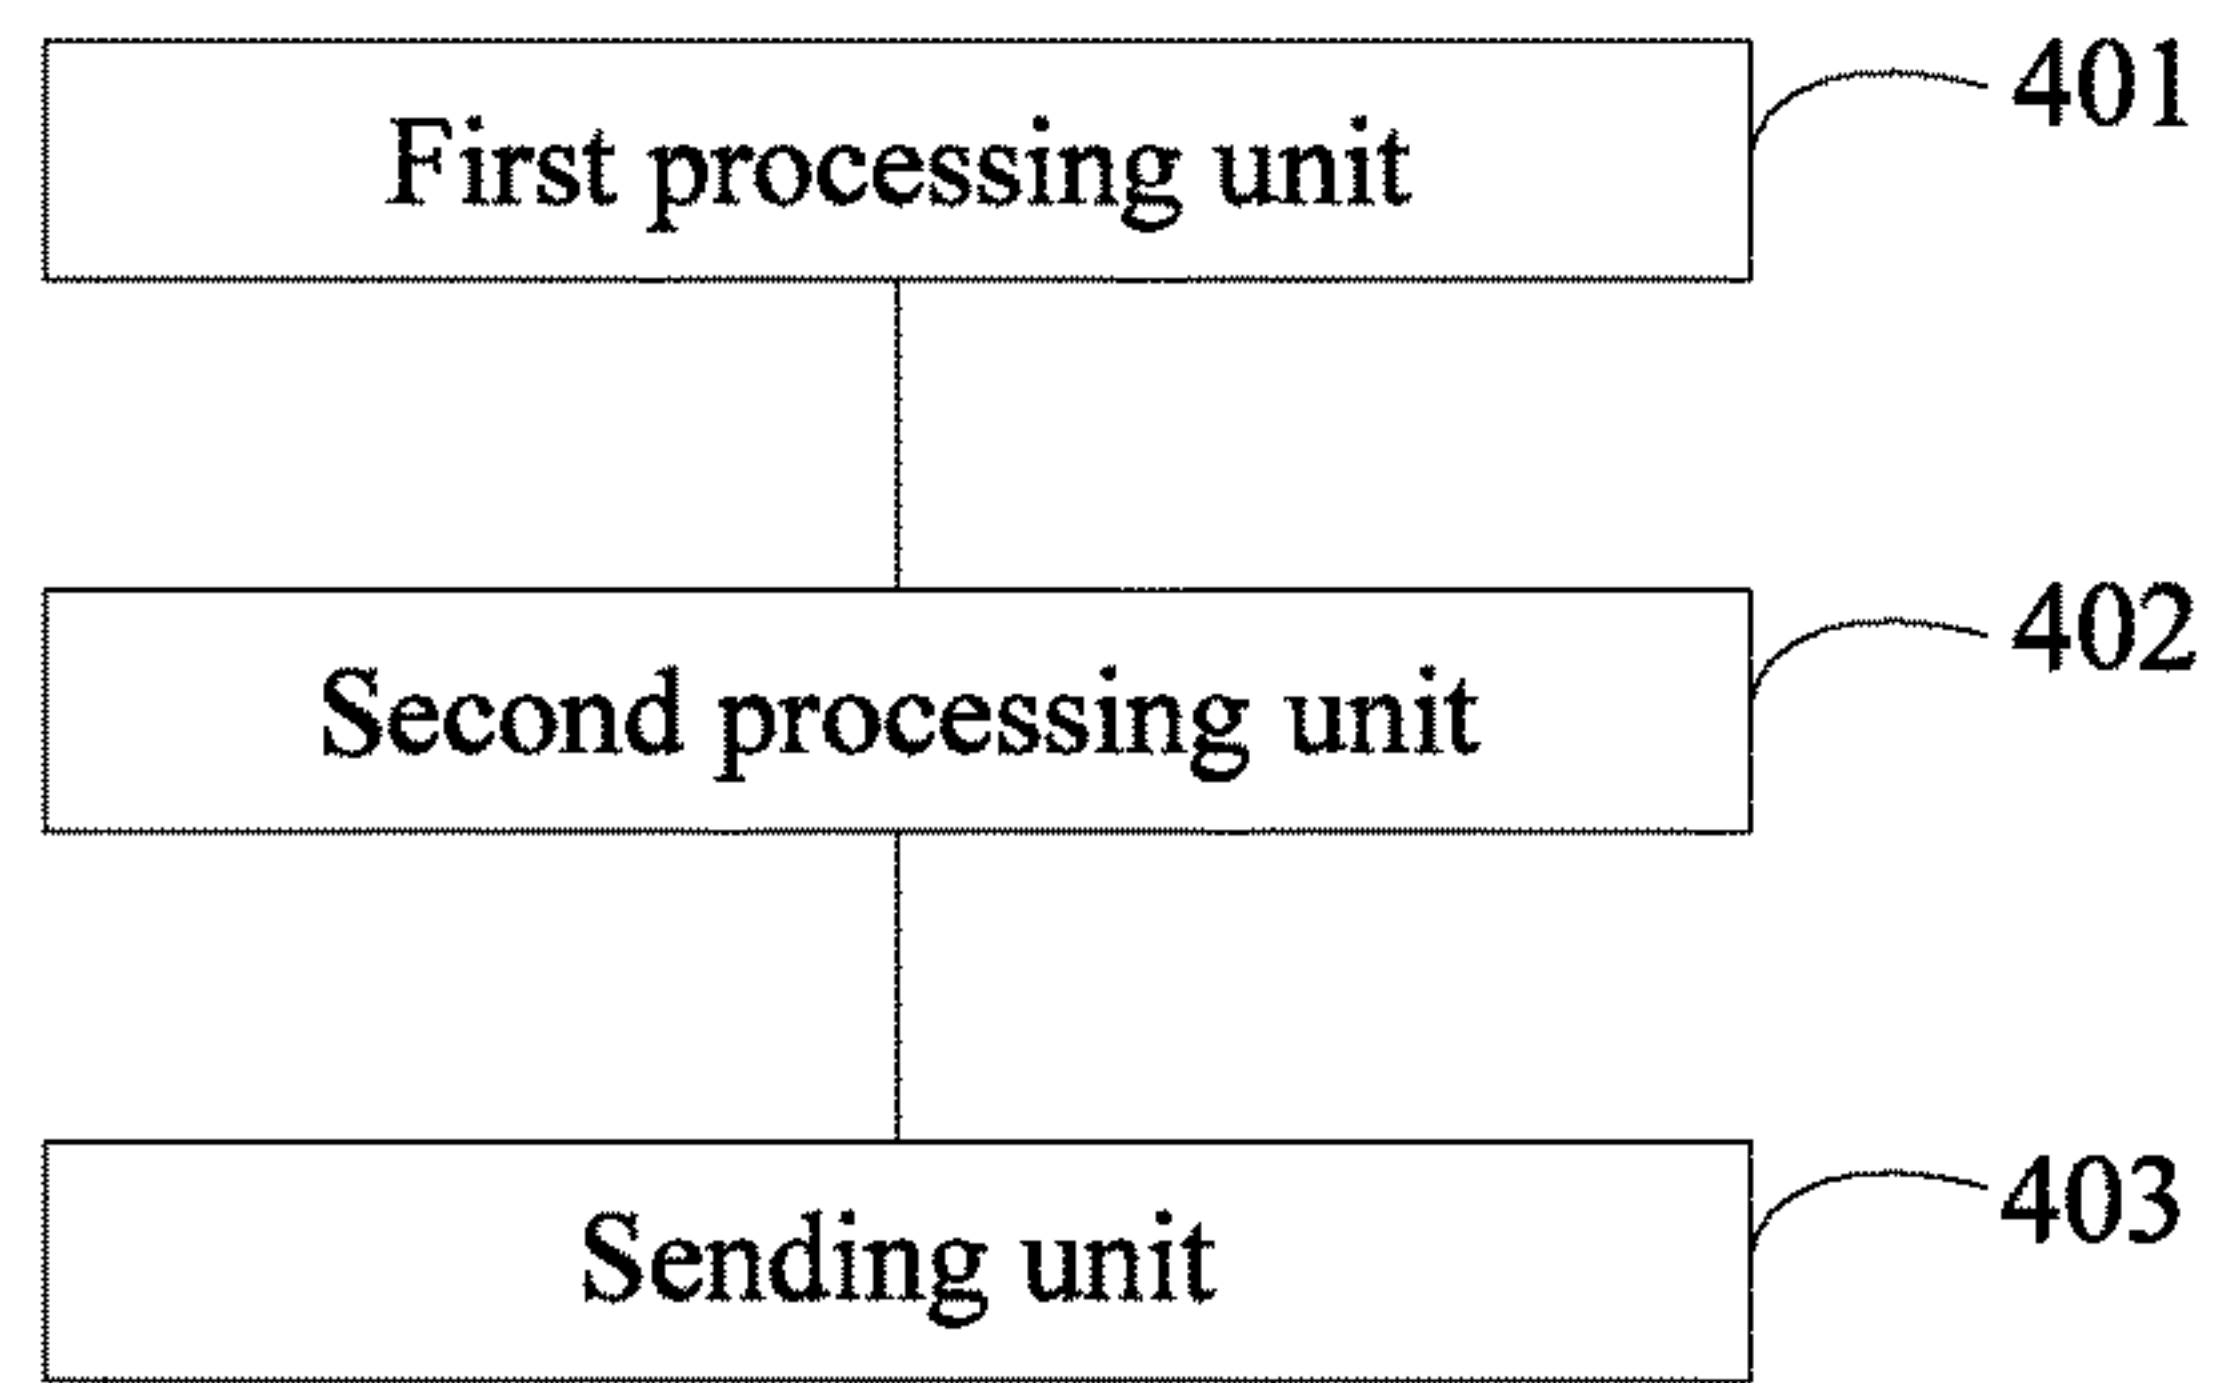 First processing unit 401
Second processing unit 402
Sending unit 403